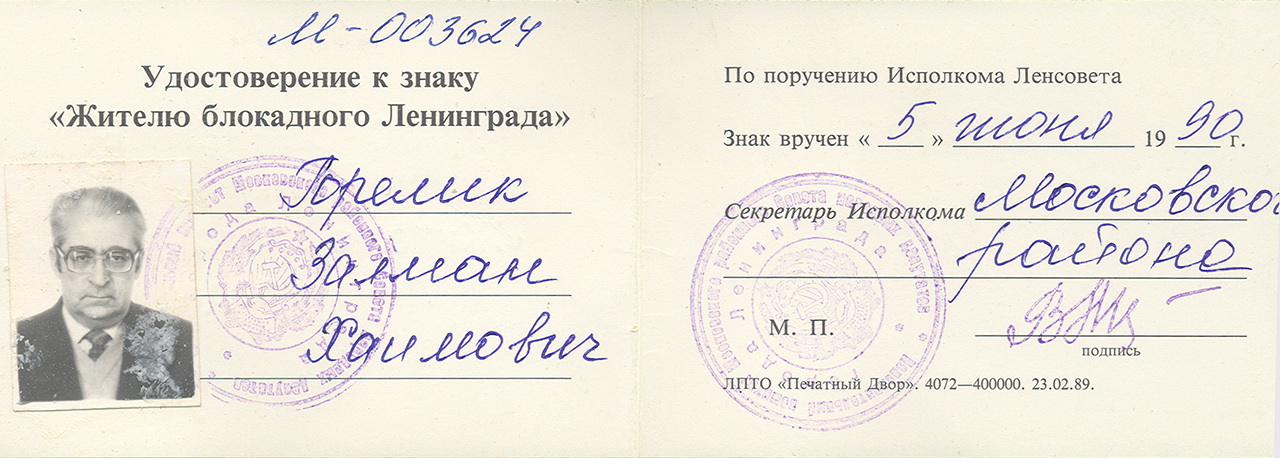 М-003624
Удостоверение к знаку
«Жителю блокадного Ленинграда»
Горелик
Залман
Хаимович
По поручению Исполкома Ленсовета
Знак вручен « 5 » июня 1990 г.
Секретарь Исполкома Московского
района
М. П.
подпись
ЛПТО «Печатный Двор». 4072—400000. 23.02.89.